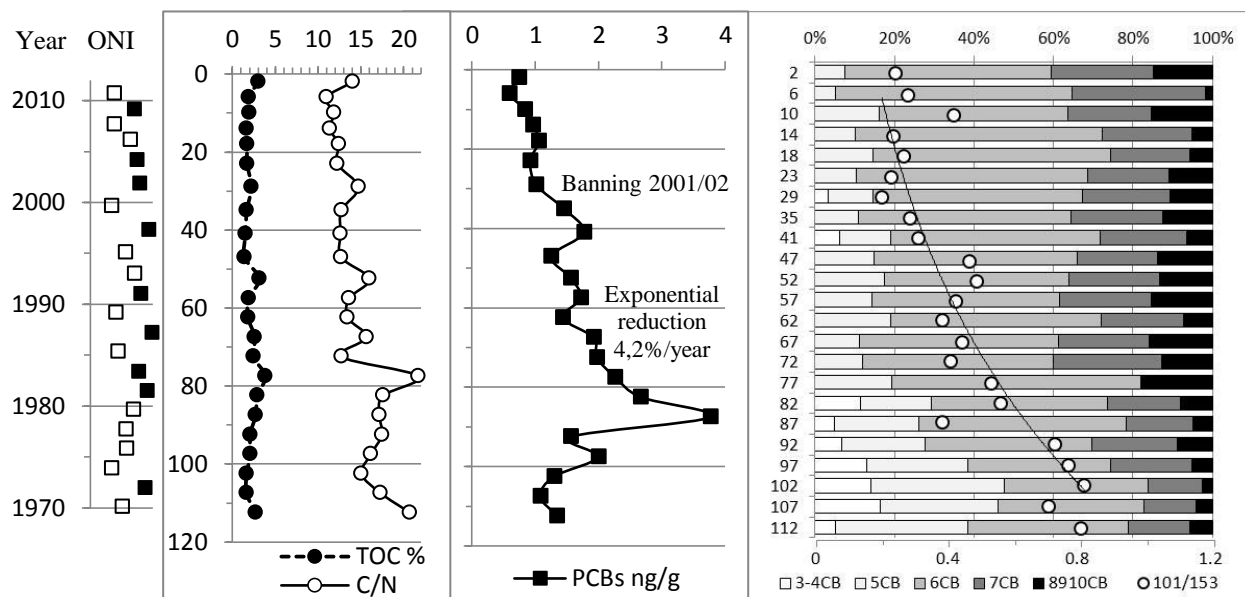 Year ONI
2010
2000
1990
1980
1970
0 5 10 15 20
0
20
40
60
80
100
120
TOC %
C/N
0 1 2 3 4
Banning 2001/02
Exponential
reduction
4,2%/year
PCBs ng/g
0% 20% 40% 60% 80% 100%
2
6
10
14
18
23
29
35
41
47
52
57
62
67
72
77
82
87
92
97
102
107
112
0 0.4 0.8 1.2
3-4CB 5CB 6CB 7CB 8910CB 101/153